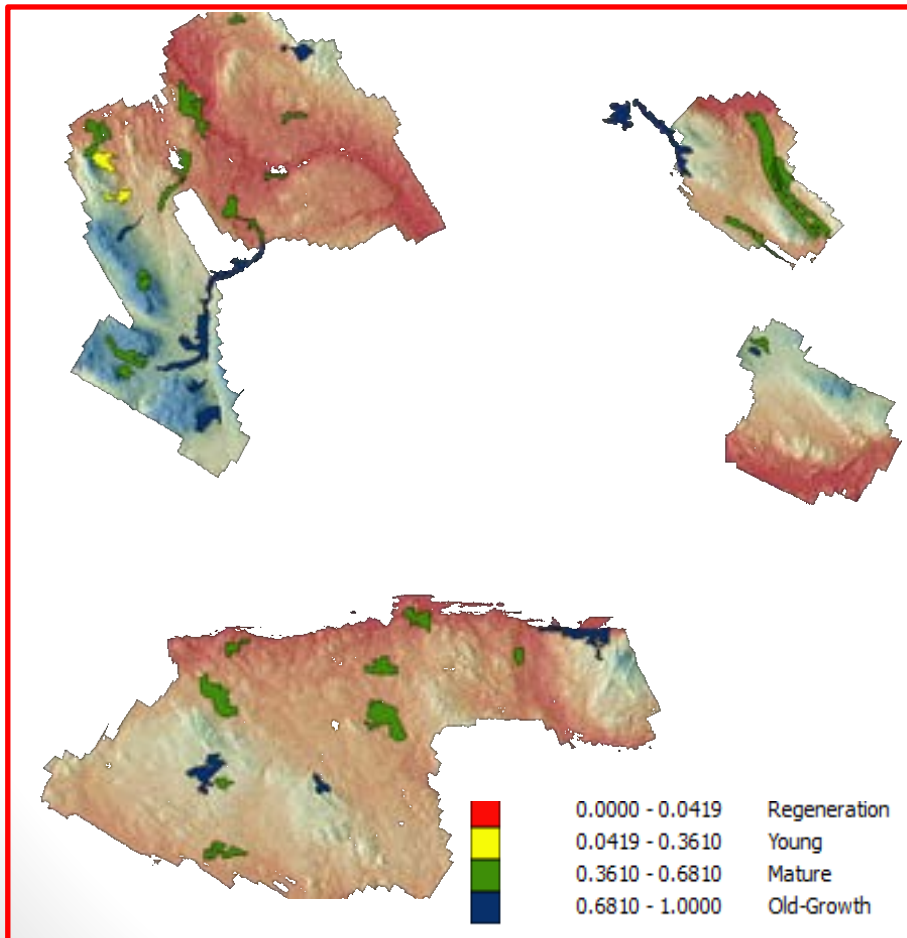 0.0000 - 0.0419 Regeneration
0.0419 - 0.3610 Young
0.3610 - 0.6810 Mature
0.6810 - 1.0000 Old-Growth